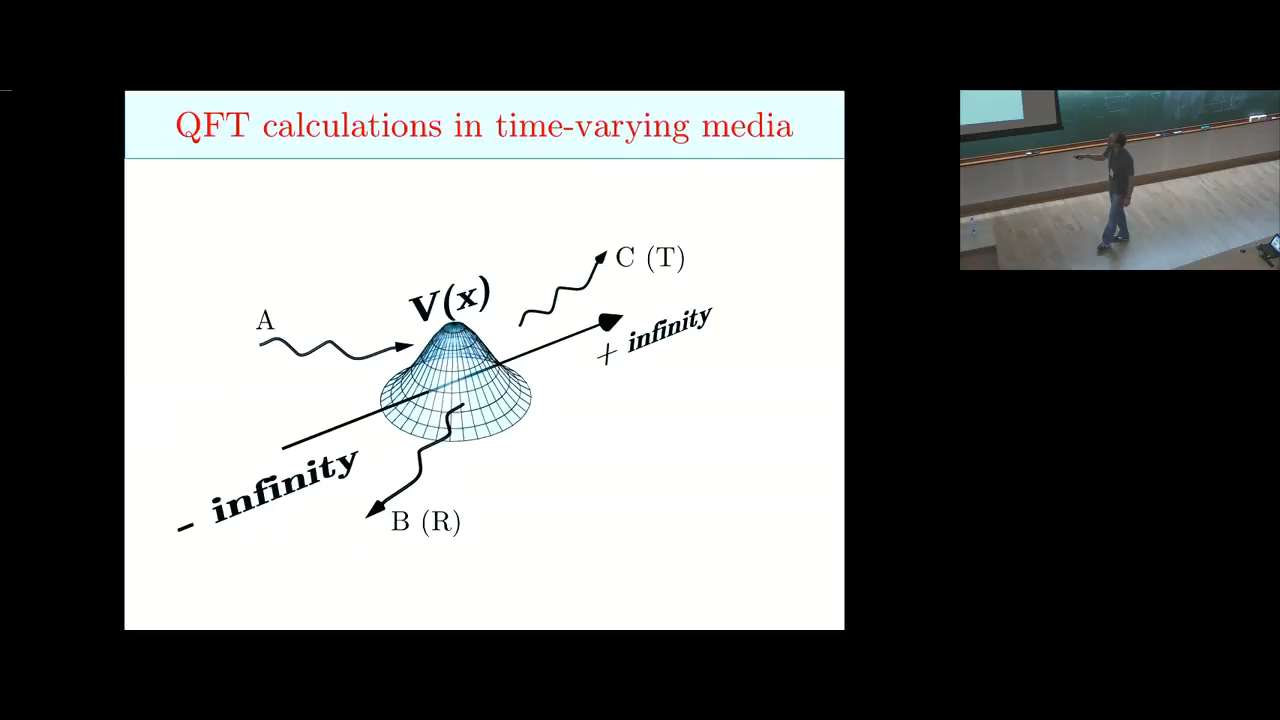 QFT calculations in time-varying media
C (T)
V(x)
A
+ infinity
- infinity
B (R)